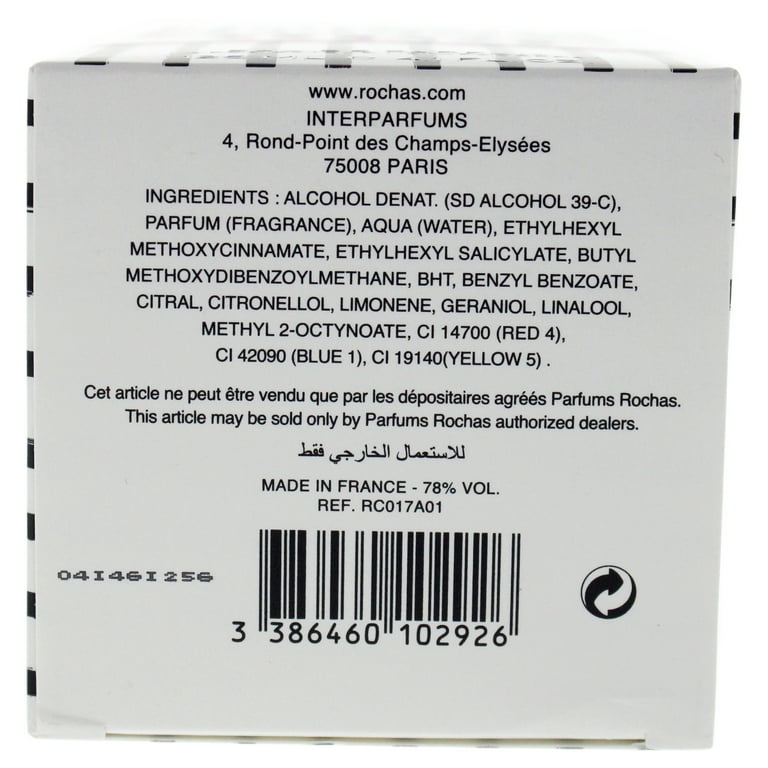 www.rochas.com
INTERPARFUMS
4, Rond-Point des Champs-Elysées
75008 PARIS
INGREDIENTS : ALCOHOL DENAT. (SD ALCOHOL 39-C),
PARFUM (FRAGRANCE), AQUA (WATER), ETHYLHEXYL
METHOXYCINNAMATE, ETHYLHEXYL SALICYLATE, BUTYL
METHOXYDIBENZOYLMETHANE, BHT, BENZYL BENZOATE,
CITRAL, CITRONELLOL, LIMONENE, GERANIOL, LINALOOL,
METHYL 2-OCTYNOATE, CI 14700 (RED 4),
CI 42090 (BLUE 1), CI 19140(YELLOW 5) .
Cet article ne peut être vendu que par les dépositaires agréés Parfums Rochas.
This article may be sold only by Parfums Rochas authorized dealers.
للاستعمال الخارجي فقط
MADE IN FRANCE - 78% VOL.
REF. RC017A01
04I46I256
3 386460 102926